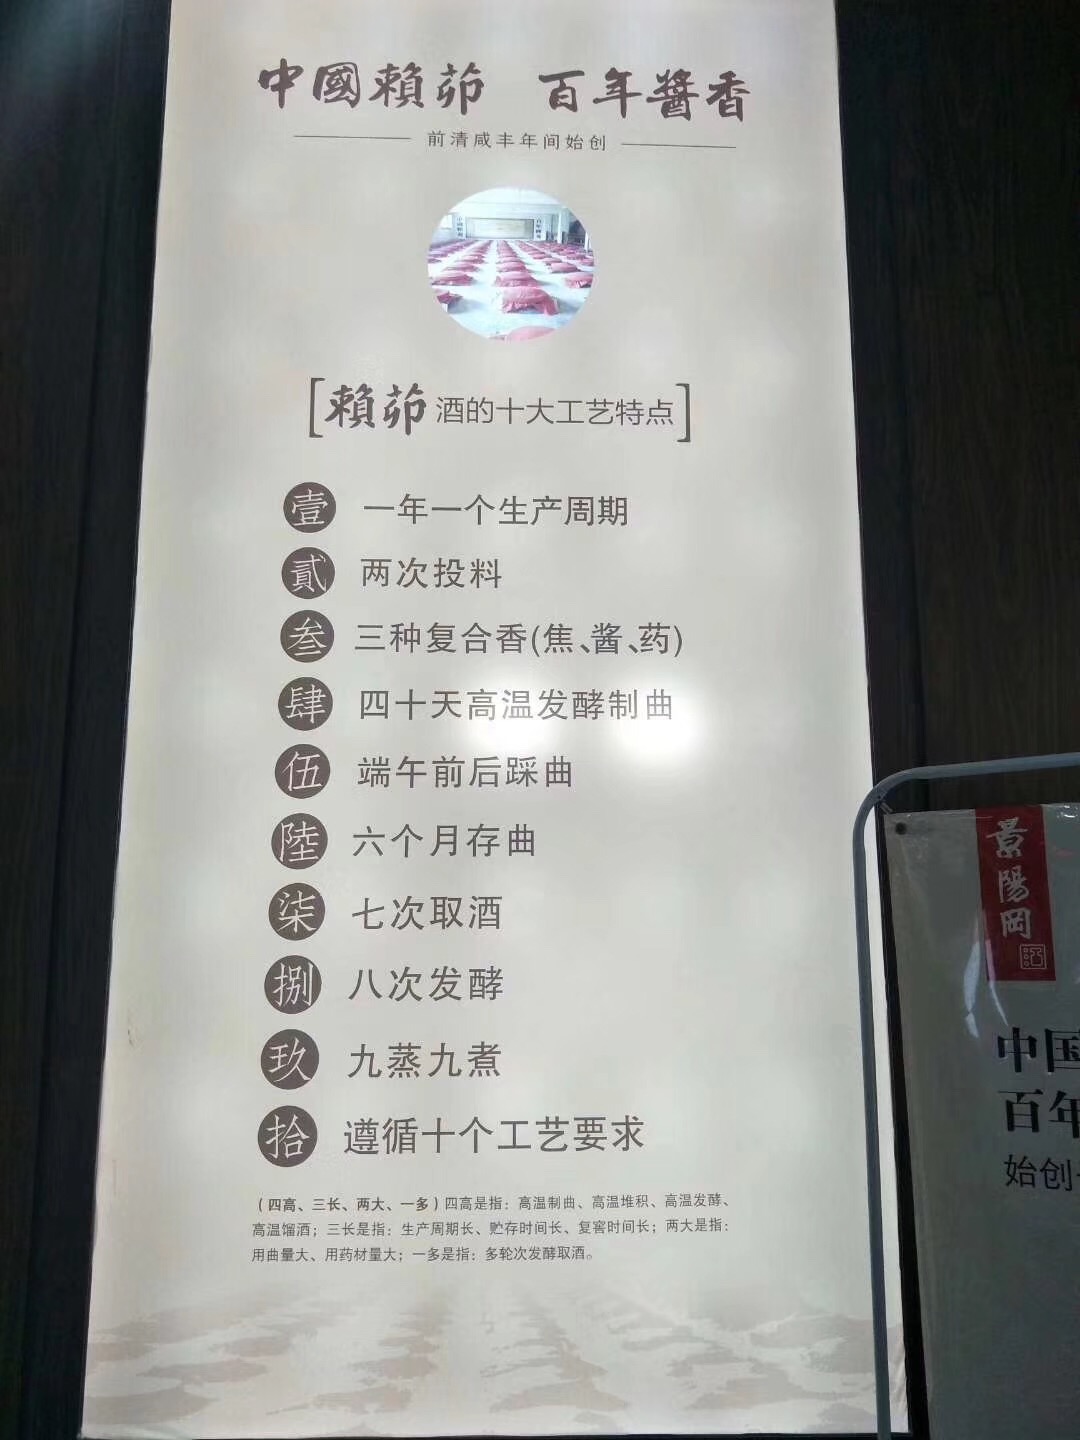 中國賴茆 百年醬香
前清咸丰年间始创
賴茆酒的十大工艺特点
壹 一年一个生产周期
貳 两次投料
叁 三种复合香(焦、酱、药)
肆 四十天高温发酵制曲
伍 端午前后踩曲
陸 六个月存曲
柒 七次取酒
捌 八次发酵
玖 九蒸九煮
拾 遵循十个工艺要求
(四高、三长、两大、一多)四高是指：高温制曲、高温堆积、高温发酵、
高温馏酒；三长是指：生产周期长、贮存时间长、复窖时间长；两大是指：
用曲量大、用药材量大；一多是指：多轮次发酵取酒。
景陽岡
中国
百年
始创